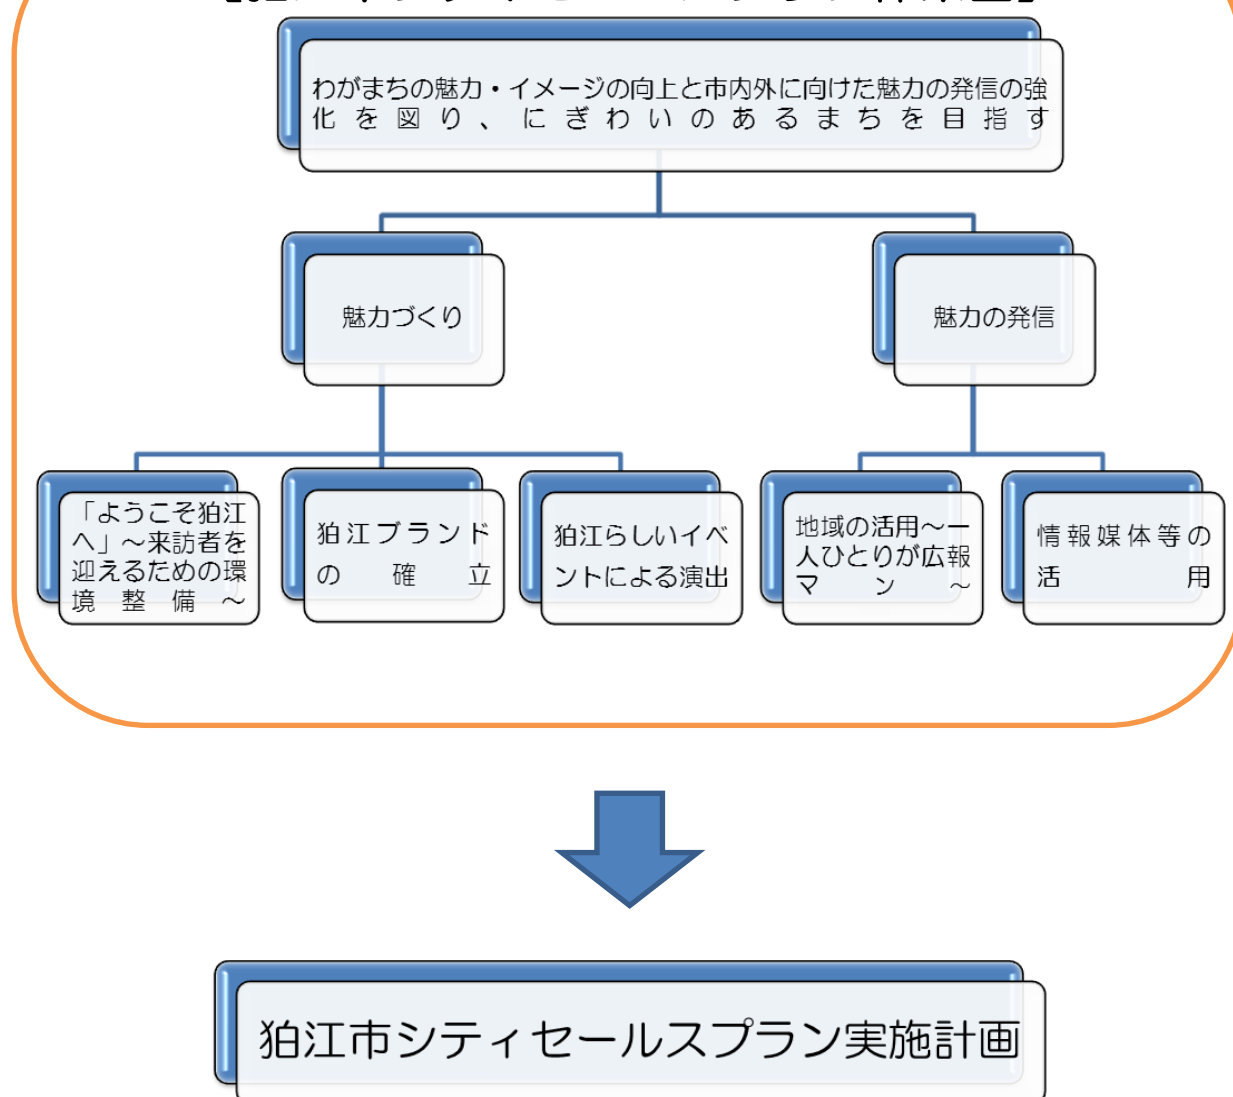 わがまちの魅力・イメージの向上と市内外に向けた魅力の発信の強
化を図り、にぎわいのあるまちを目指す
魅力づくり
魅力の発信
「ようこそ狛江
へ」～来訪者を
迎えるための環
境整備～
狛江ブランド
の確立
狛江らしいイベ
ントによる演出
地域の活用～一
人ひとりが広報
マン～
情報媒体等の
活用
狛江市シティセールスプラン実施計画